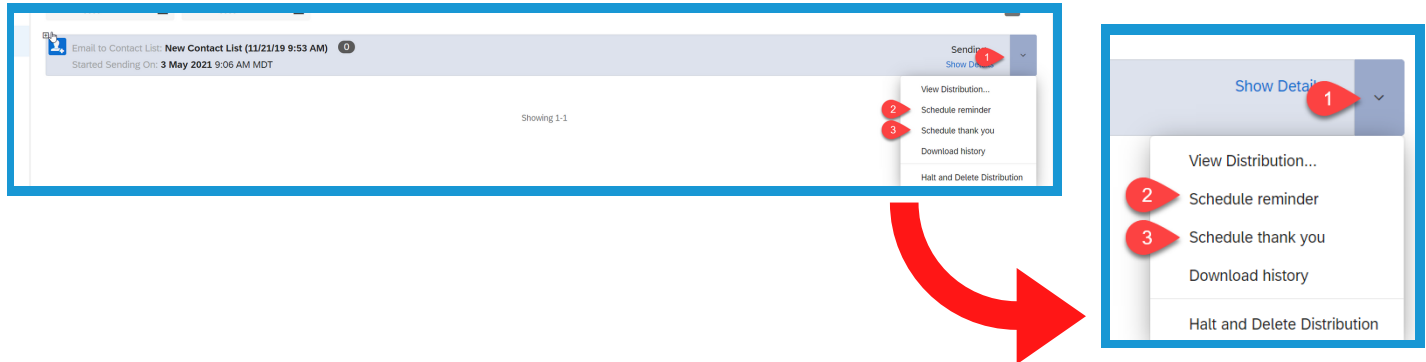 Email to Contact List: New Contact List (11/21/19 9:53 AM) 0
Started Sending On: 3 May 2021 9:06 AM MDT
1
Show
View Distribution...
2 Schedule reminder
3 Schedule thank you
Download history
Halt and Delete Distribution
Showing 1-1
Show
1
View Distribution...
2 Schedule reminder
3 Schedule thank you
Download history
Halt and Delete Distribution